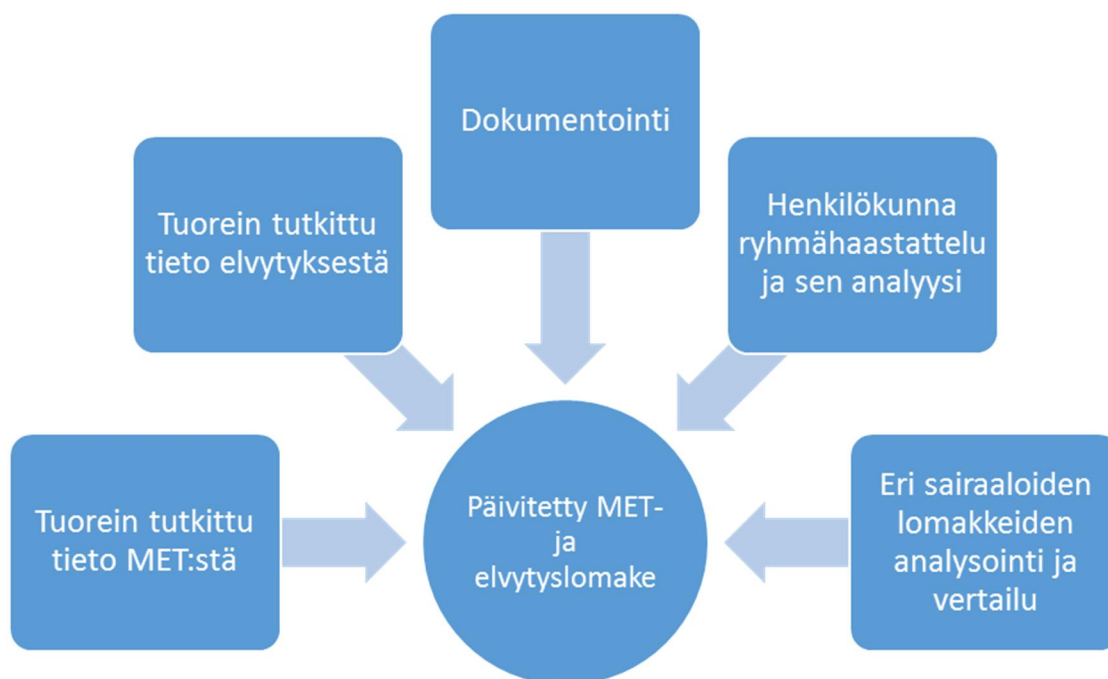 Dokumentointi
Tuorein tutkittu
tieto elvytyksestä
Henkilökunna
ryhmähaastattelu
ja sen analyysi
Tuorein tutkittu
tieto MET:stä
Päivitetty MET-
ja
elvytyslomake
Eri sairaaloiden
lomakkeiden
analysointi ja
vertailu